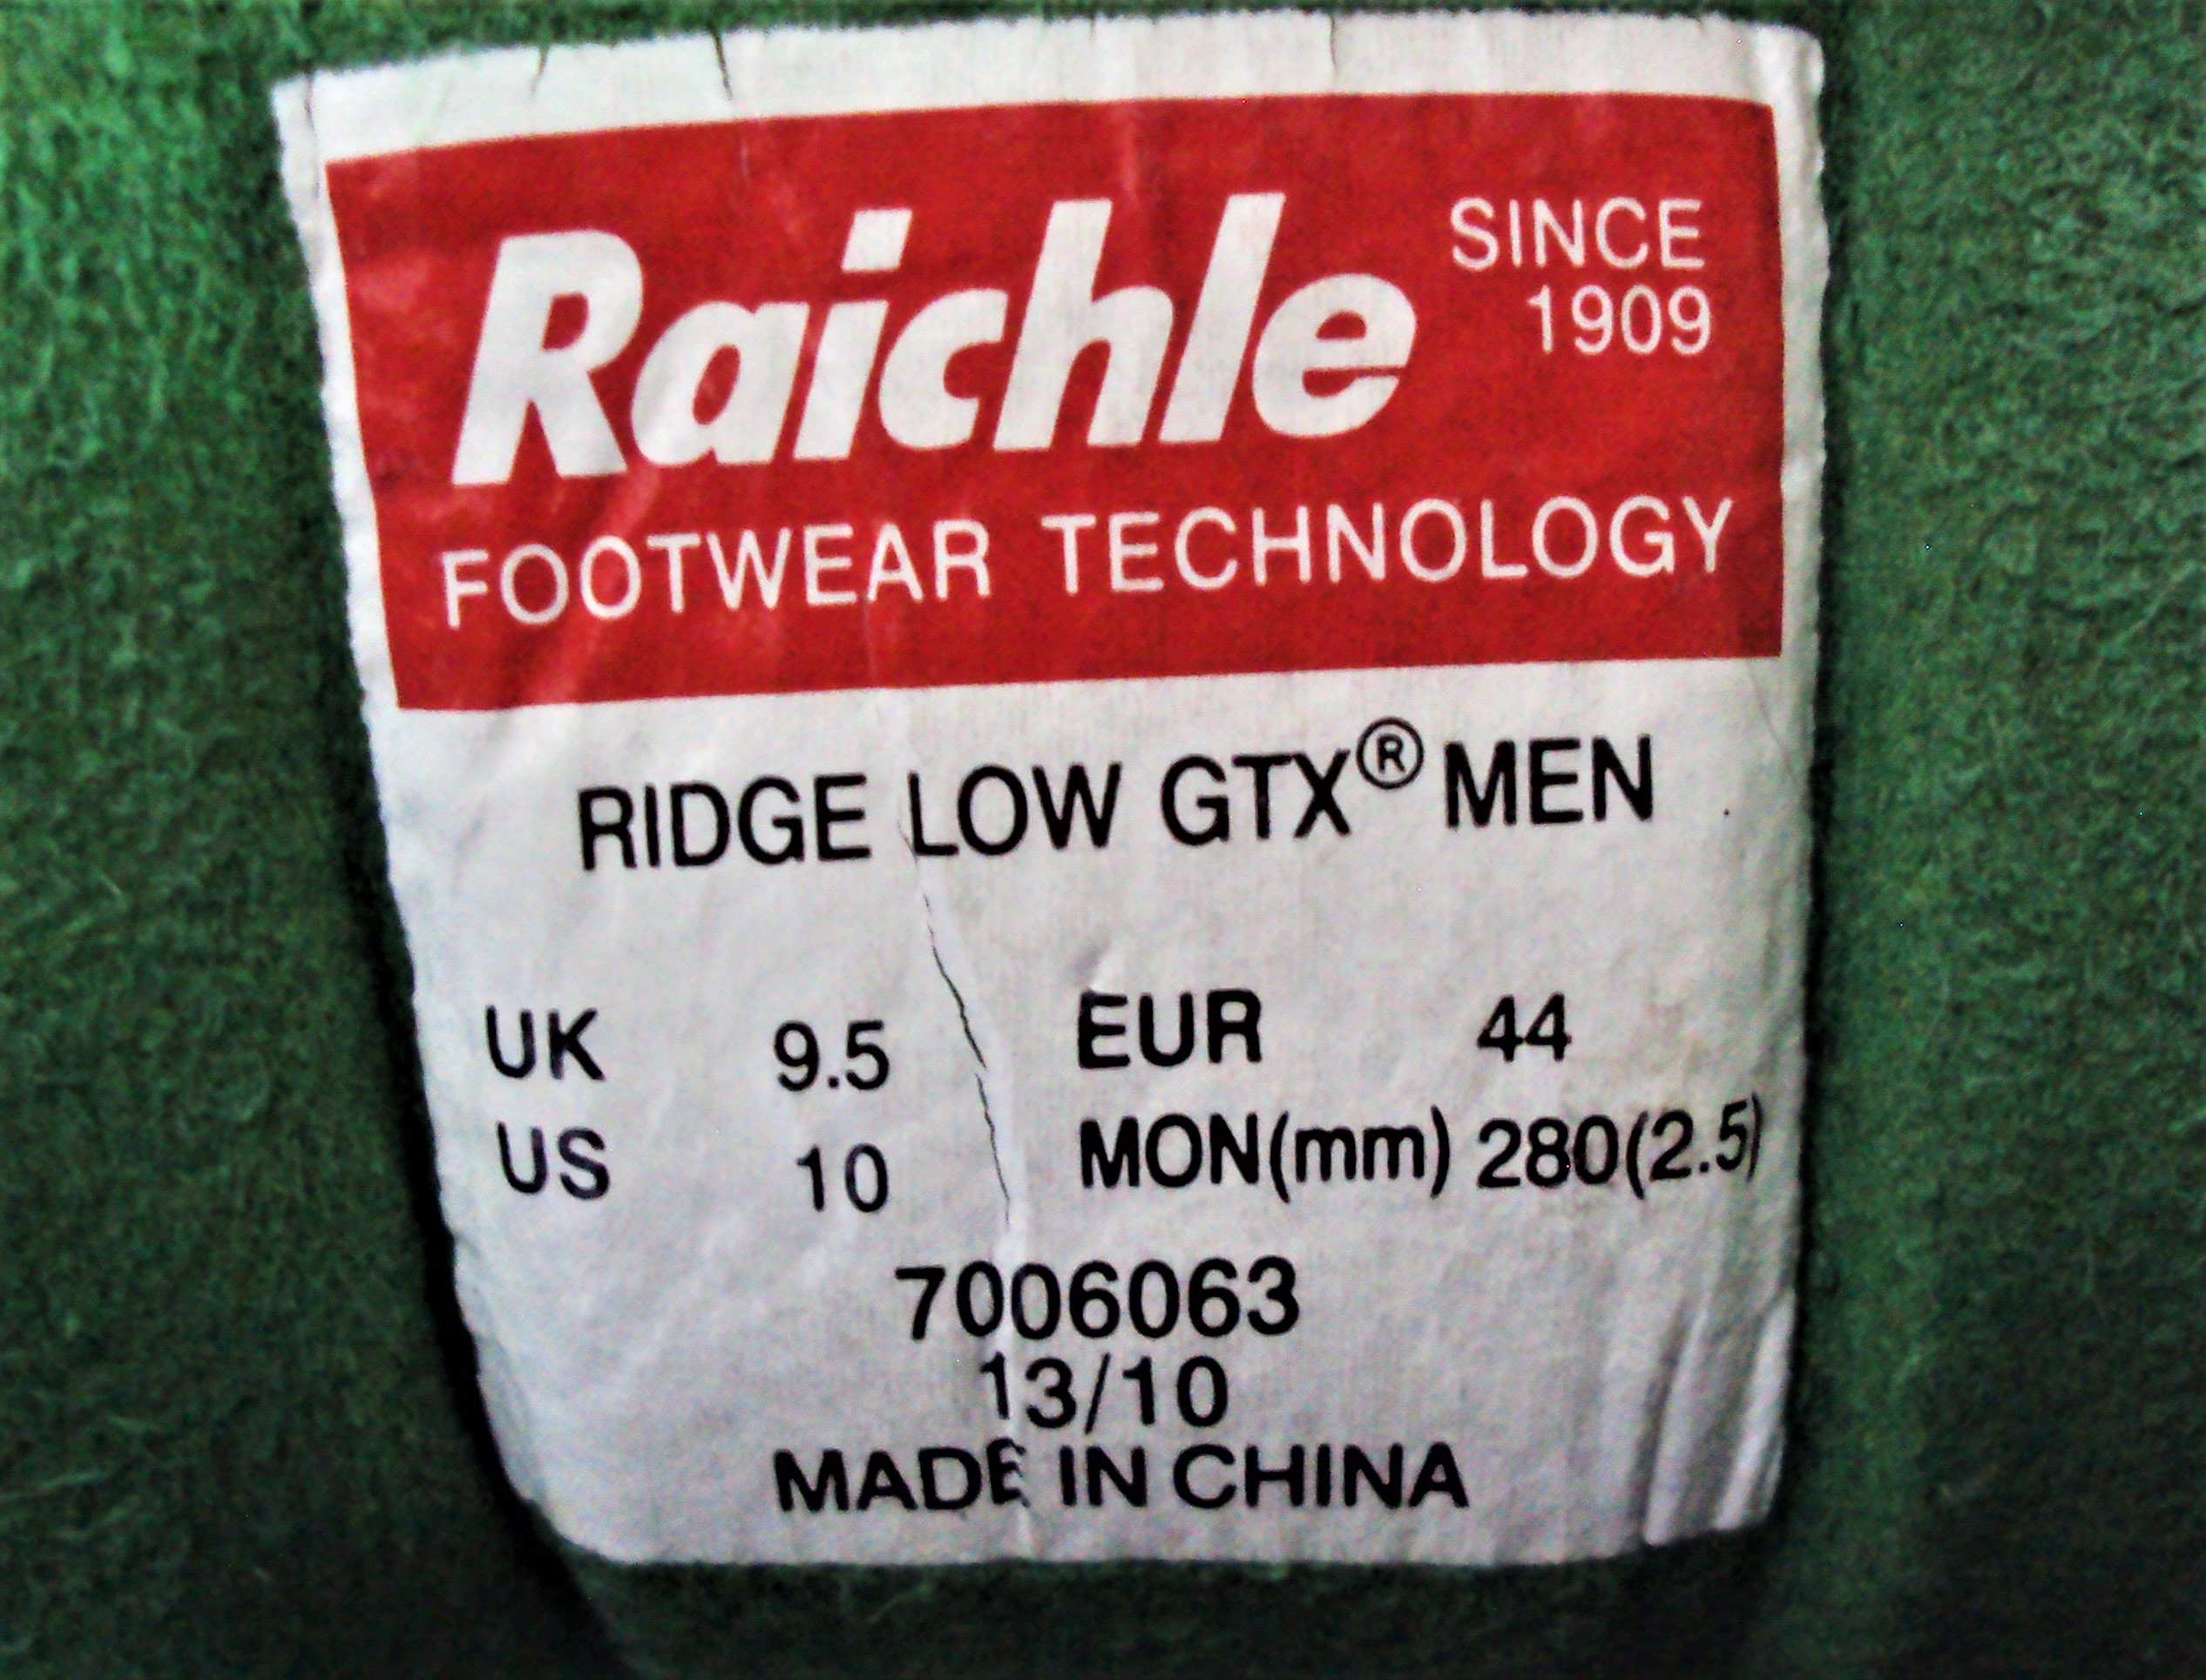 Raichle SINCE
1909
FOOTWEAR TECHNOLOGY
RIDGE LOW GTX® MEN
UK 9.5 EUR 44
US 10 MON(mm) 280(2.5)
7006063
13/10
MADE IN CHINA